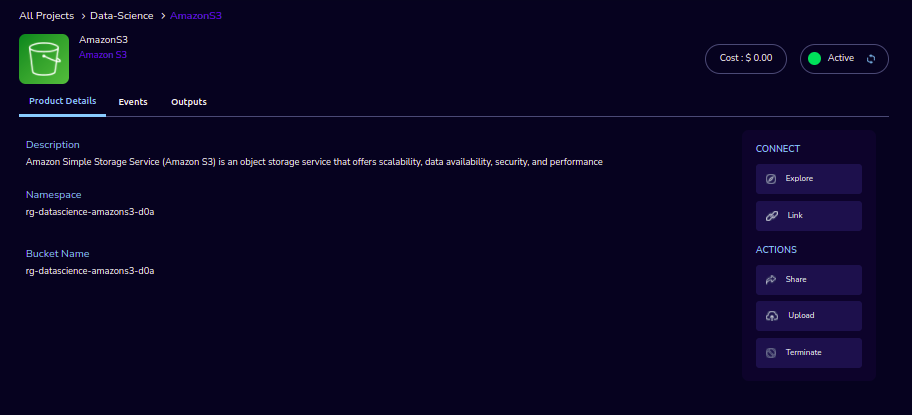 All Projects > Data-Science > AmazonS3
AmazonS3
Amazon S3
Cost : $ 0.00
Active
Product Details
Events
Outputs
Description
Amazon Simple Storage Service (Amazon S3) is an object storage service that offers scalability, data availability, security, and performance
Namespace
rg-datascience-amazons3-d0a
Bucket Name
rg-datascience-amazons3-d0a
CONNECT
Explore
Link
ACTIONS
Share
Upload
Terminate